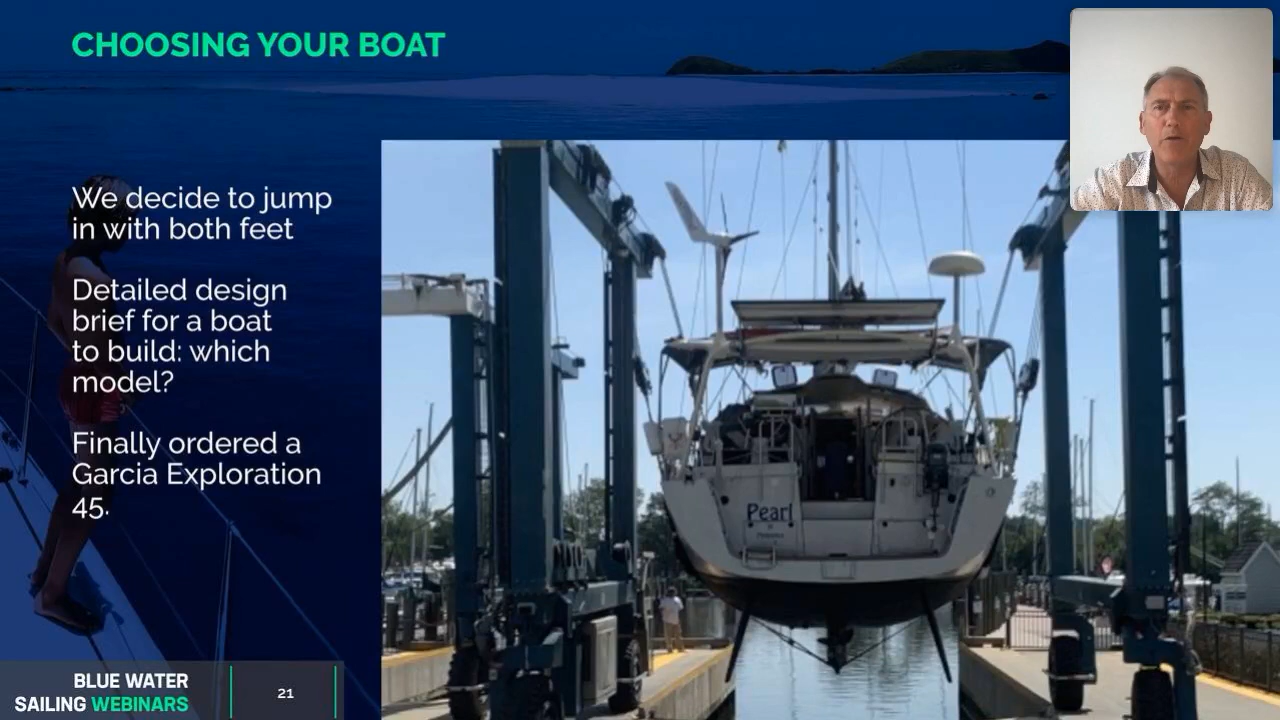 CHOOSING YOUR BOAT
We decide to jump
in with both feet
Detailed design
brief for a boat
to build: which
model?
Finally ordered a
Garcia Exploration
45.
Pearl
BLUE WATER
SAILING WEBINARS
21